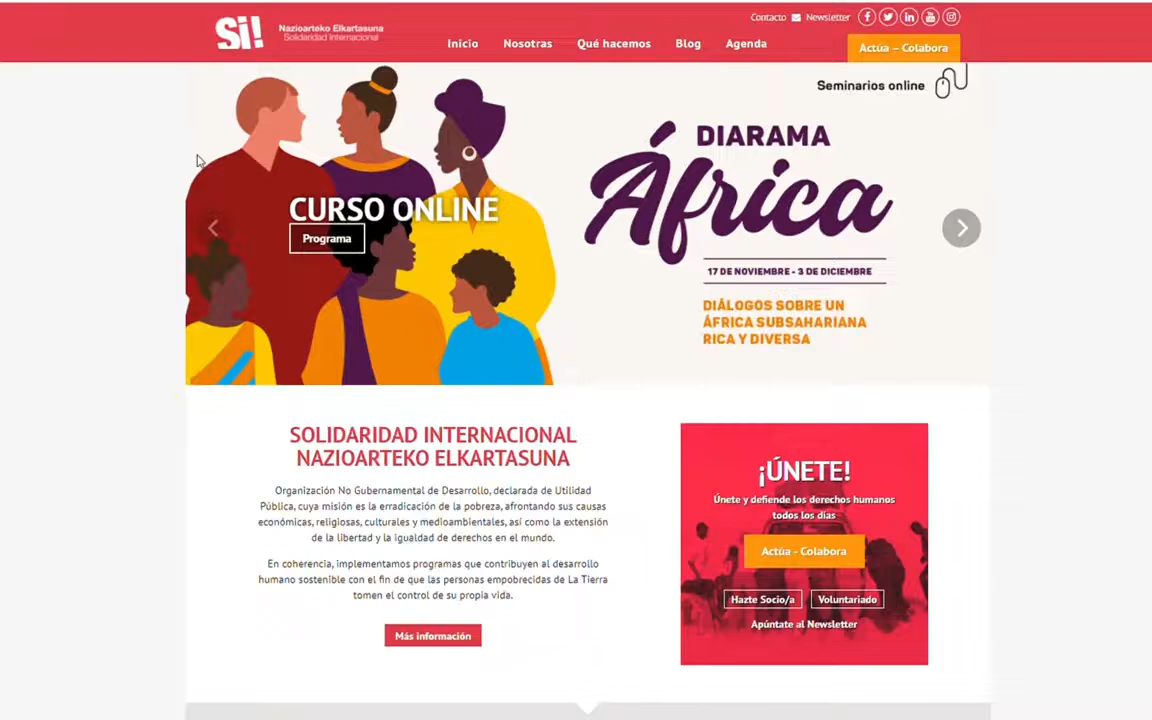 Si!
Nazioarteko Elkartasuna
Solidaridad Internacional
Contacto
Newsletter
Inicio
Nosotras
Qué hacemos
Blog
Agenda
Actúa – Colabora
Seminarios online
DIARAMA
África
17 DE NOVIEMBRE - 3 DE DICIEMBRE
DIÁLOGOS SOBRE UN
ÁFRICA SUBSAHARIANA
RICA Y DIVERSA
CURSO ONLINE
Programa
SOLIDARIDAD INTERNACIONAL
NAZIOARTEKO ELKARTASUNA
Organización No Gubernamental de Desarrollo, declarada de Utilidad
Pública, cuya misión es la erradicación de la pobreza, afrontando sus causas
económicas, religiosas, culturales y medioambientales, así como la extensión
de la libertad y la igualdad de derechos en el mundo.
En coherencia, implementamos programas que contribuyen al desarrollo
humano sostenible con el fin de que las personas empobrecidas de La Tierra
tomen el control de su propia vida.
Más información
¡ÚNETE!
Únete y defiende los derechos humanos
todos los días
Actúa - Colabora
Hazte Socio/a
Voluntariado
Apúntate al Newsletter